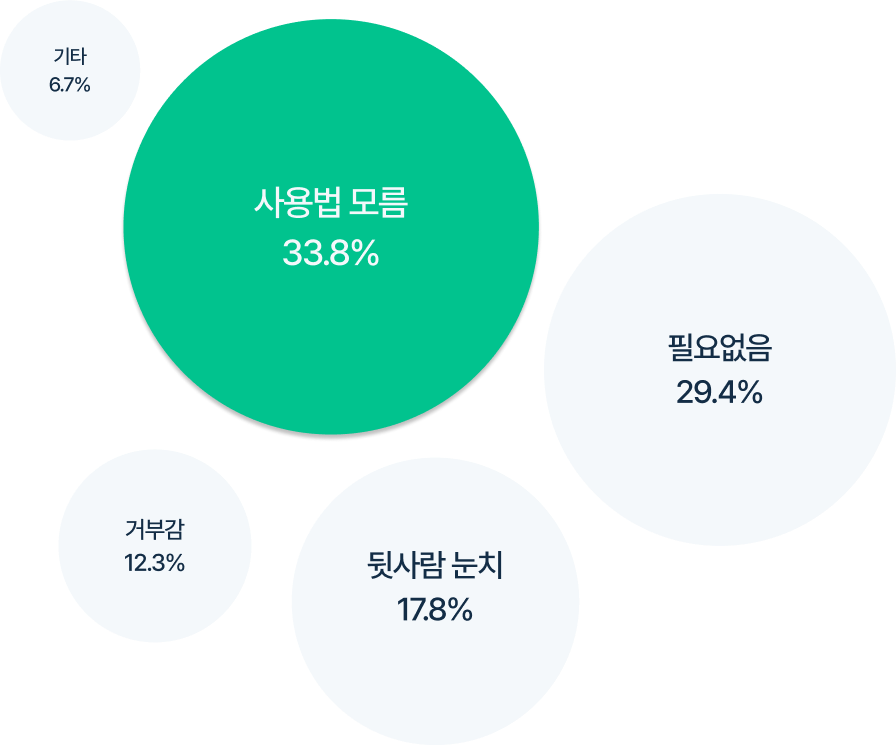 기타
6.7%
사용법 모름
33.8%
필요없음
29.4%
거부감
12.3%
뒷사람 눈치
17.8%